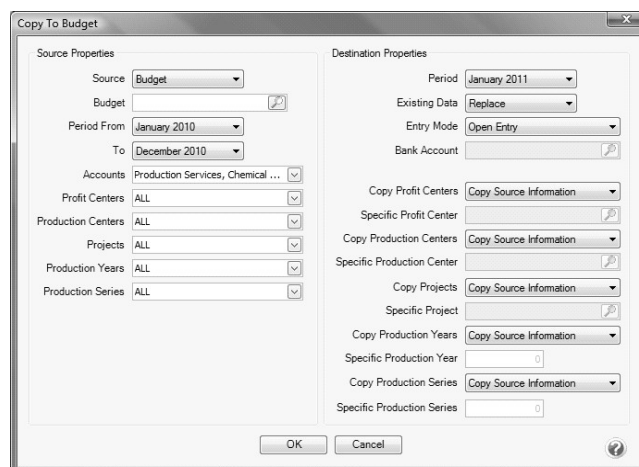 Copy To Budget
Source Properties
Source Budget
Budget
Period From January 2010
To December 2010
Accounts Production Services, Chemical ...
Profit Centers ALL
Production Centers ALL
Projects ALL
Production Years ALL
Production Series ALL
Destination Properties
Period January 2011
Existing Data Replace
Entry Mode Open Entry
Bank Account
Copy Profit Centers Copy Source Information
Specific Profit Center
Copy Production Centers Copy Source Information
Specific Production Center
Copy Projects Copy Source Information
Specific Project
Copy Production Years Copy Source Information
Specific Production Year 0
Copy Production Series Copy Source Information
Specific Production Series 0
OK Cancel